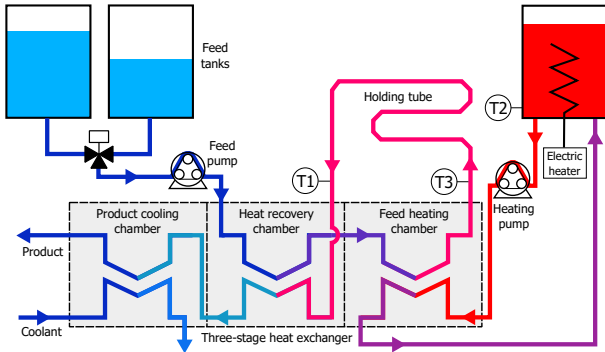 Feed
tanks
Holding tube
T2
Feed
pump
T1
T3
Electric
heater
Heating
pump
Product cooling
chamber
Heat recovery
chamber
Feed heating
chamber
Product
Coolant
Three-stage heat exchanger